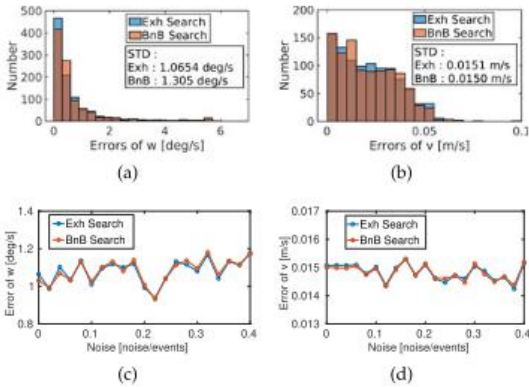 500
400
300
200
100
0
Number
Exh Search
BnB Search
STD :
Exh : 1.0654 deg/s
BnB : 1.305 deg/s
0 2 4 6
Errors of w [deg/s]
(a)
200
150
100
50
0
Number
Exh Search
BnB Search
STD :
Exh : 0.0151 m/s
BnB : 0.0150 m/s
0 0.05 0.1
Errors of v [m/s]
(b)
1.4
1.2
1
0.8
Error of w [deg/s]
Exh Search
BnB Search
0 0.1 0.2 0.3 0.4
Noise [noise/events]
(c)
0.017
0.016
0.015
0.014
0.013
Error of v [m/s]
Exh Search
BnB Search
0 0.1 0.2 0.3 0.4
Noise [noise/events]
(d)